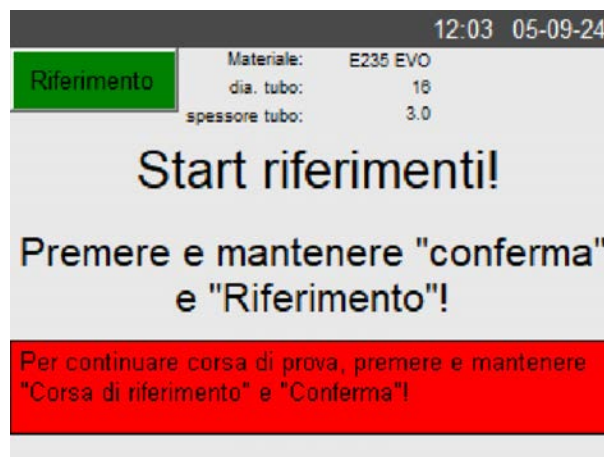 12:03 05-09-24
Riferimento
Materiale: E235 EVO
dia. tubo: 16
spessore tubo: 3.0
Start riferimenti!
Premere e mantenere "conferma"
e "Riferimento"!
Per continuare corsa di prova, premere e mantenere
"Corsa di riferimento" e "Conferma"!